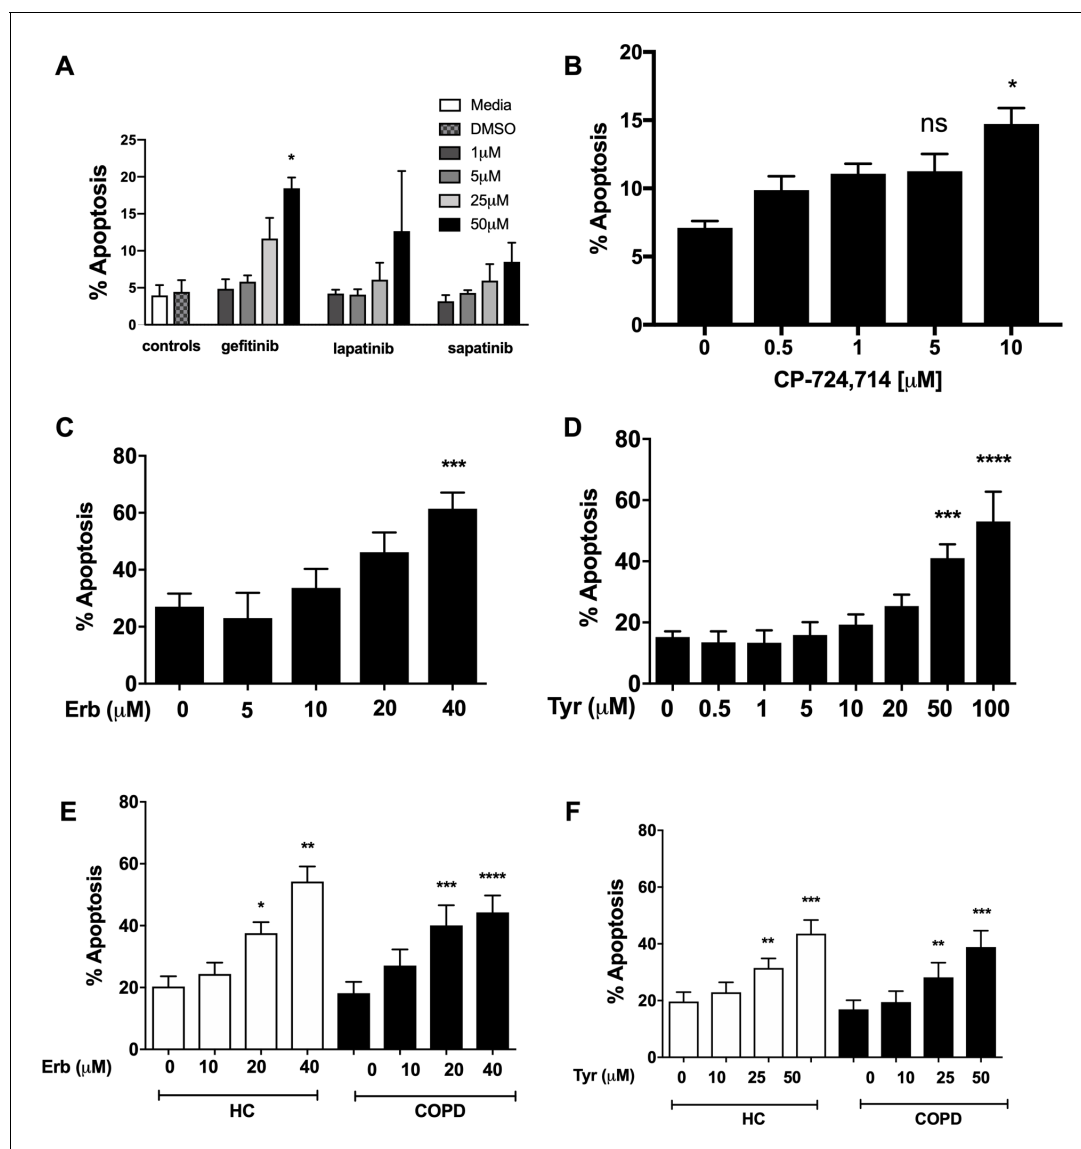 A
Media
DMSO
1μM
5μM
25μM
50μM
% Apoptosis
25
20
15
10
5
0
*
controls gefitinib lapatinib sapatinib
B
% Apoptosis
20
15
10
5
0
ns
*
0 0.5 1 5 10
CP-724,714 [μM]
C
% Apoptosis
80
60
40
20
0
***
Erb (μM) 0 5 10 20 40
D
% Apoptosis
80
60
40
20
0
***
****
Tyr (μM) 0 0.5 1 5 10 20 50 100
E
% Apoptosis
80
60
40
20
0
*
**
***
****
Erb (μM) 0 10 20 40 0 10 20 40
HC COPD
F
% Apoptosis
80
60
40
20
0
**
***
**
***
Tyr (μM) 0 10 25 50 0 10 25 50
HC COPD